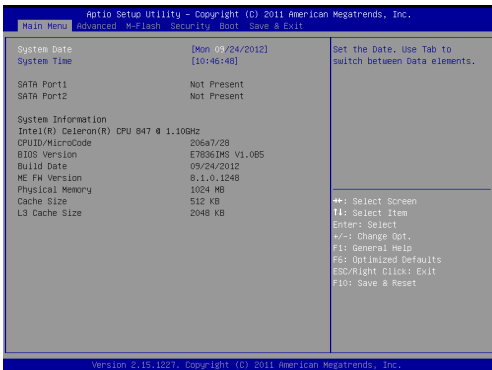 Aptio Setup Utility – Copyright (C) 2011 American Megatrends, Inc.
Main Menu Advanced M-Flash Security Boot Save & Exit
System Date [Mon 09/24/2012]
System Time [10:46:48]
SATA Port1 Not Present
SATA Port2 Not Present
System Information
Intel(R) Celeron(R) CPU 847 @ 1.10GHz
CPUID/MicroCode 206a7/28
BIOS Version E7836IMS V1.0B5
Build Date 09/24/2012
ME FW Version 8.1.0.1248
Physical Memory 1024 MB
Cache Size 512 KB
L3 Cache Size 2048 KB
Set the Date. Use Tab to
switch between Data elements.
→←: Select Screen
↑↓: Select Item
Enter: Select
+/-: Change Opt.
F1: General Help
F6: Optimized Defaults
ESC/Right Click: Exit
F10: Save & Reset
Version 2.15.1227. Copyright (C) 2011 American Megatrends, Inc.